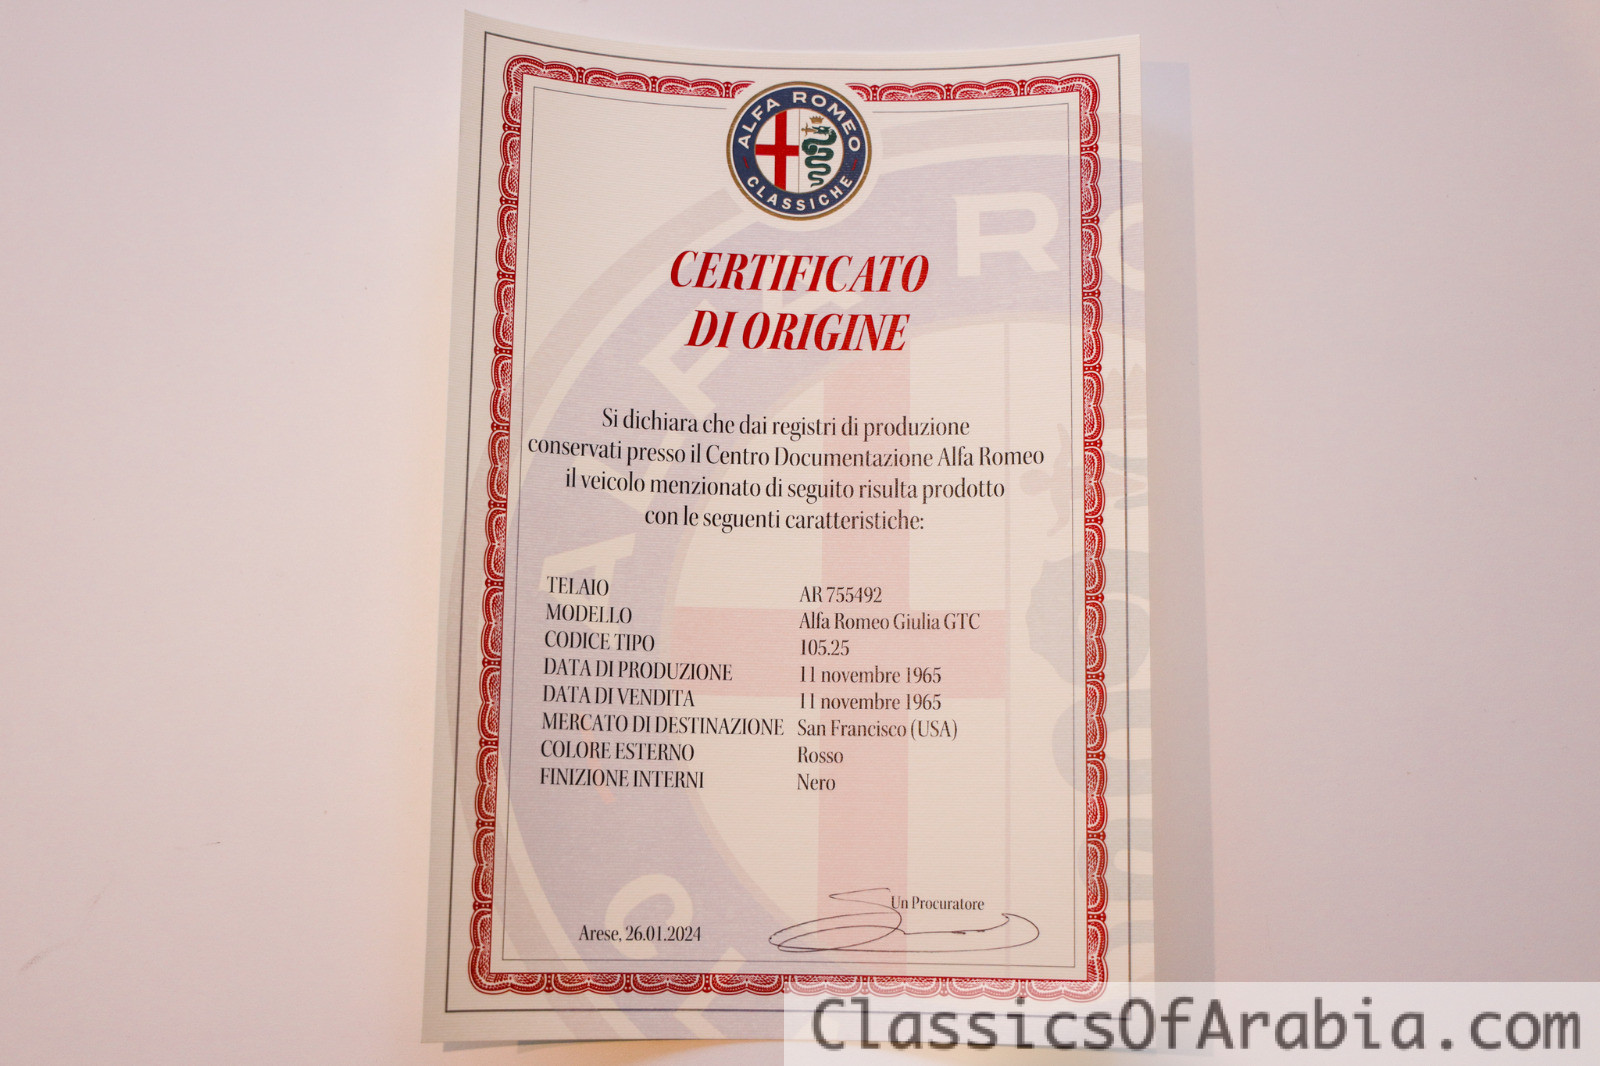 ALFA ROMEO
CLASSICHE
CERTIFICATO
DI ORIGINE
Si dichiara che dai registri di produzione
conservati presso il Centro Documentazione Alfa Romeo
il veicolo menzionato di seguito risulta prodotto
con le seguenti caratteristiche:
TELAIO AR 755492
MODELLO Alfa Romeo Giulia GTC
CODICE TIPO 105.25
DATA DI PRODUZIONE 11 novembre 1965
DATA DI VENDITA 11 novembre 1965
MERCATO DI DESTINAZIONE San Francisco (USA)
COLORE ESTERNO Rosso
FINIZIONE INTERNI Nero
Un Procuratore
Arese, 26.01.2024
ClassicsOfArabia.com